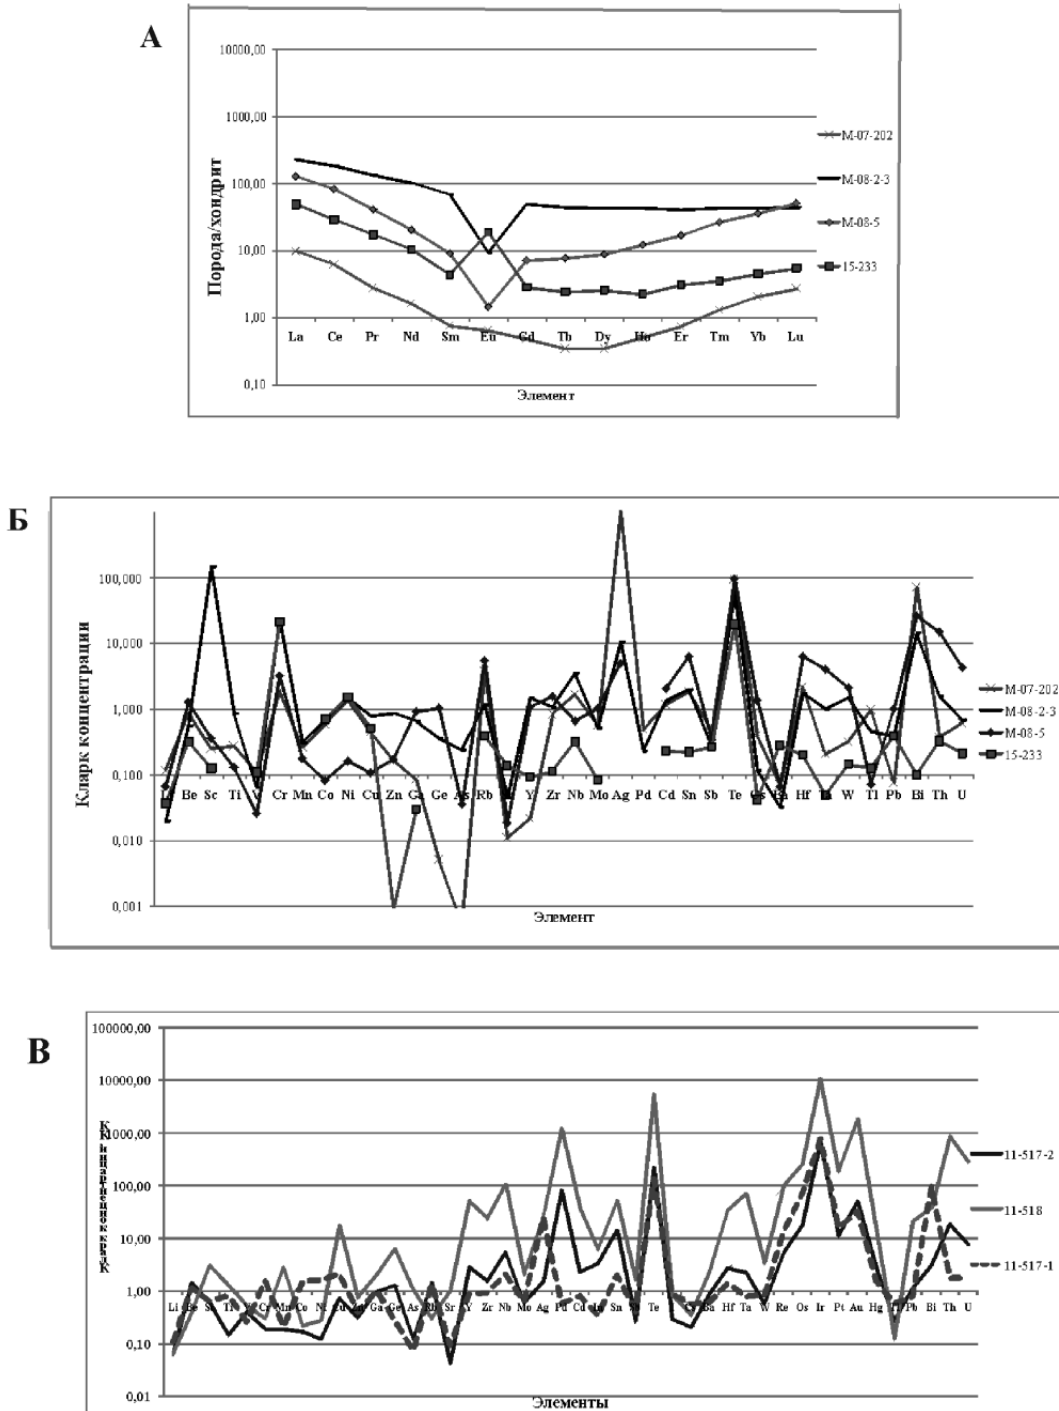 А
10000,00
1000,00
100,00
10,00
1,00
0,10
Порода/хондрит
La Ce Pr Nd Sm Eu Gd Tb Dy Ho Er Tm Yb Lu
Элемент
M-07-202
M-08-2-3
M-08-5
15-233
Б
100,000
10,000
1,000
0,100
0,010
0,001
Кларк концентрации
Be Sc Ti Cr Mn Co Ni Cu Zn Ga Ge As Rb Y Zr Nb Mo Ag Pd Cd Sn Sb Te Hf W Tl Pb Bi Th U
Элемент
M-07-202
M-08-2-3
M-08-5
15-233
В
100000,00
10000,00
1000,00
100,00
10,00
1,00
0,10
0,01
Li Be Ti Cr Mn Co Ni Ga Ge As Rb Sr Y Zr Nb Mo Ag Pd Cd Sn Te Hf Ta W Re Os Ir Pt Au Hg Pb Bi Th U
Элементы
11-517-2
11-518
11-517-1